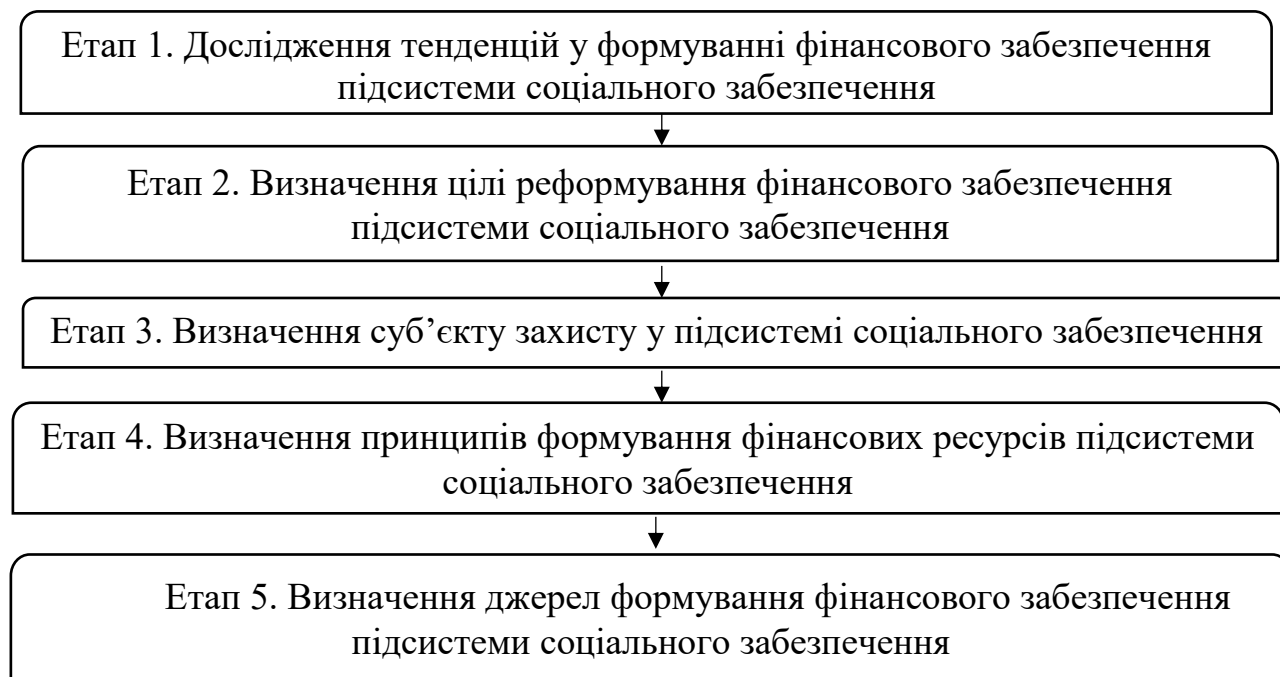 Етап 1. Дослідження тенденцій у формуванні фінансового забезпечення
підсистеми соціального забезпечення
Етап 2. Визначення цілі реформування фінансового забезпечення
підсистеми соціального забезпечення
Етап 3. Визначення суб’єкту захисту у підсистемі соціального забезпечення
Етап 4. Визначення принципів формування фінансових ресурсів підсистеми
соціального забезпечення
Етап 5. Визначення джерел формування фінансового забезпечення
підсистеми соціального забезпечення